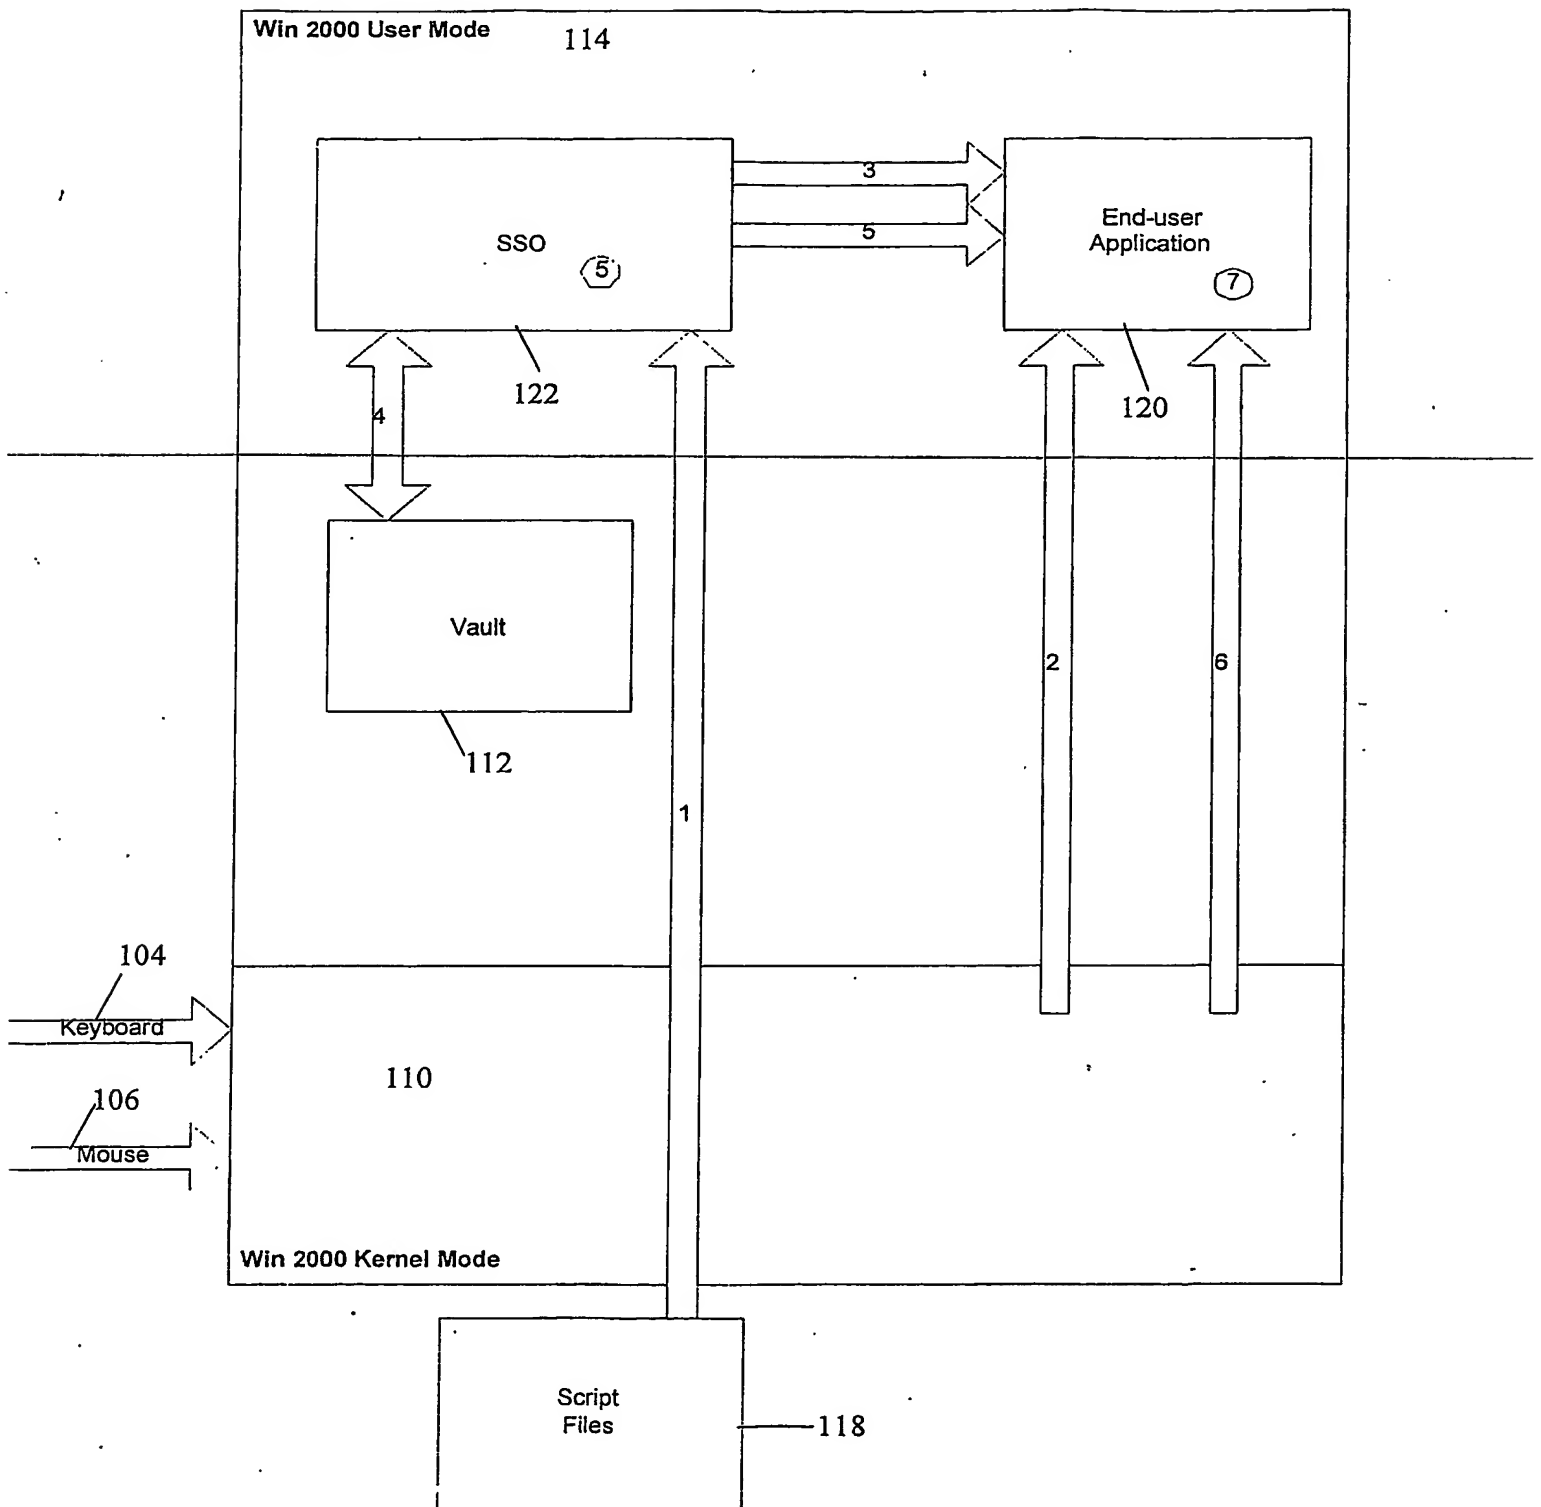 Win 2000 User Mode
114
3
5
SSO
5
End-user
Application
7
122
120
4
Vault
2
6
112
1
104
Keyboard
110
106
Mouse
Win 2000 Kernel Mode
Script
Files
118